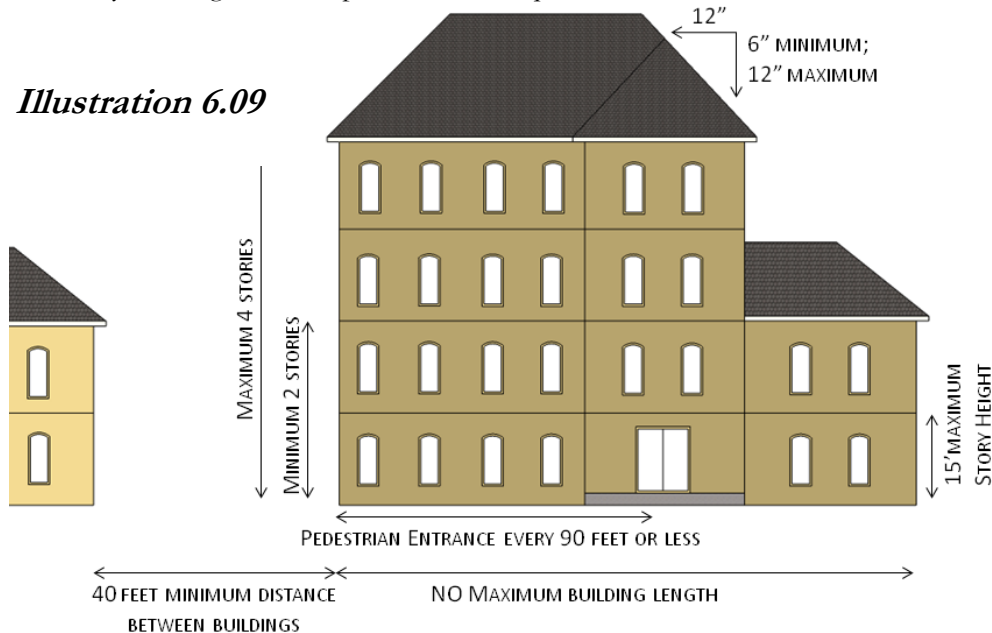 Illustration 6.09
12”
6” MINIMUM;
12” MAXIMUM
MAXIMUM 4 STORIES
MINIMUM 2 STORIES
15’ MAXIMUM
STORY HEIGHT
PEDESTRIAN ENTRANCE EVERY 90 FEET OR LESS
40 FEET MINIMUM DISTANCE
BETWEEN BUILDINGS
NO MAXIMUM BUILDING LENGTH